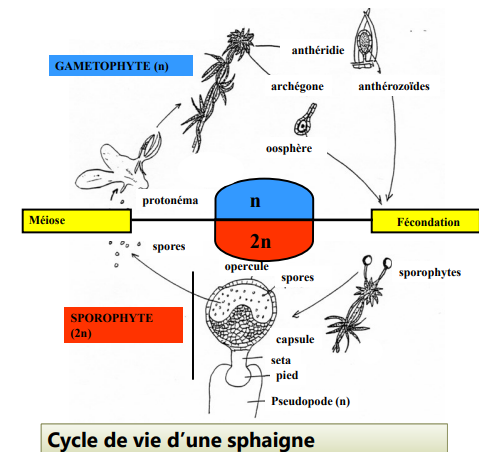 anthéridie
GAMETOPHYTE (n)
archégone
anthérozoïdes
oosphère
protonéma
n
Méiose
Fécondation
2n
spores
opercule
spores
sporophytes
SPOROPHYTE
(2n)
capsule
seta
pied
Pseudopode (n)
Cycle de vie d'une sphaigne